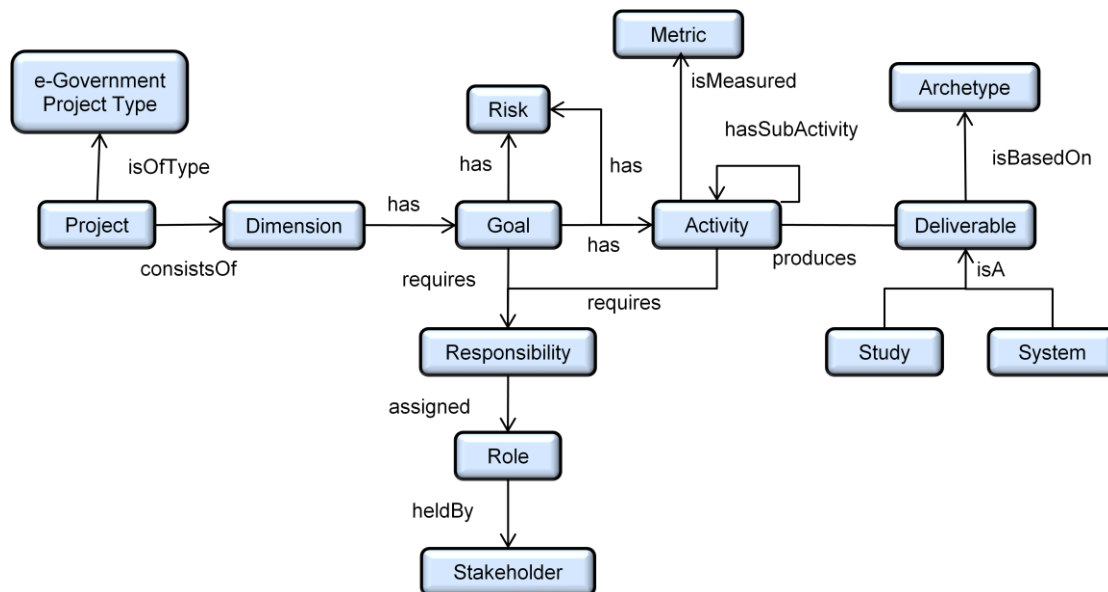 Metric
e-Government
Project Type
isMeasured
Archetype
Risk
hasSubActivity
has
has
isOfType
isBasedOn
Project
Dimension
has
Goal
Activity
Deliverable
consistsOf
has
produces
isA
requires
requires
Responsibility
Study
System
assigned
Role
heldBy
Stakeholder